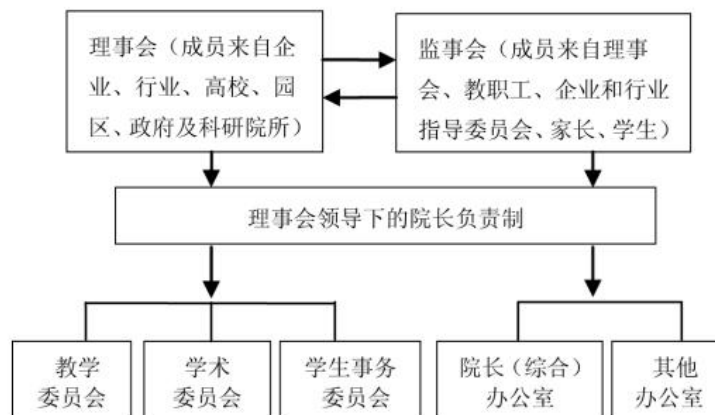 理事会（成员来自企
业、行业、高校、园
区、政府及科研院所）
监事会（成员来自理事
会、教职工、企业和行业
指导委员会、家长、学生）
理事会领导下的院长负责制
教学
委员会
学术
委员会
学生事务
委员会
院长（综合）
办公室
其他
办公室